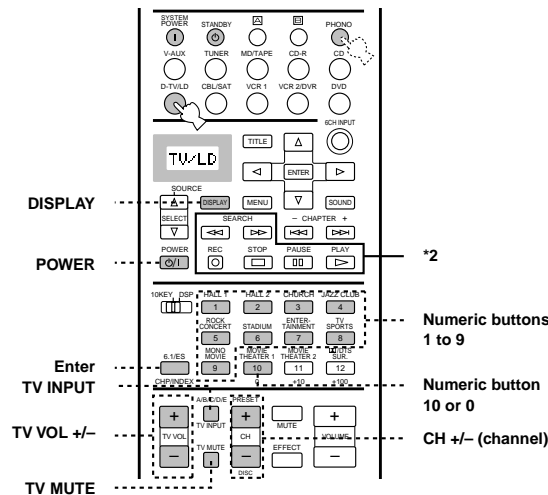 SYSTEM POWER STANDBY A B PHONO
V-AUX TUNER MD/TAPE CD-R CD
D-TV/LD CBL/SAT VCR 1 VCR 2/DVR DVD
6CH INPUT
TV/LD TITLE
ENTER
SOURCE
DISPLAY DISPLAY MENU SOUND
SELECT SEARCH – CHAPTER +
POWER POWER REC STOP PAUSE PLAY *2
10KEY DSP HALL 1 HALL 2 CHURCH JAZZ CLUB
1 2 3 4
ROCK CONCERT STADIUM ENTER-TAINMENT TV SPORTS Numeric buttons 1 to 9
5 6 7 8
MONO MOVIE MOVIE THEATER 1 MOVIE THEATER 2 /DTS SUR.
Enter 6.1/ES 9 10 11 12
CHP/INDEX 0 +10 +100
TV INPUT A/B/C/D/E PRESET Numeric button 10 or 0
TV INPUT MUTE
TV VOL +/– + TV VOL – + CH – + VOLUME – CH +/– (channel)
TV MUTE EFFECT
DISC
TV MUTE